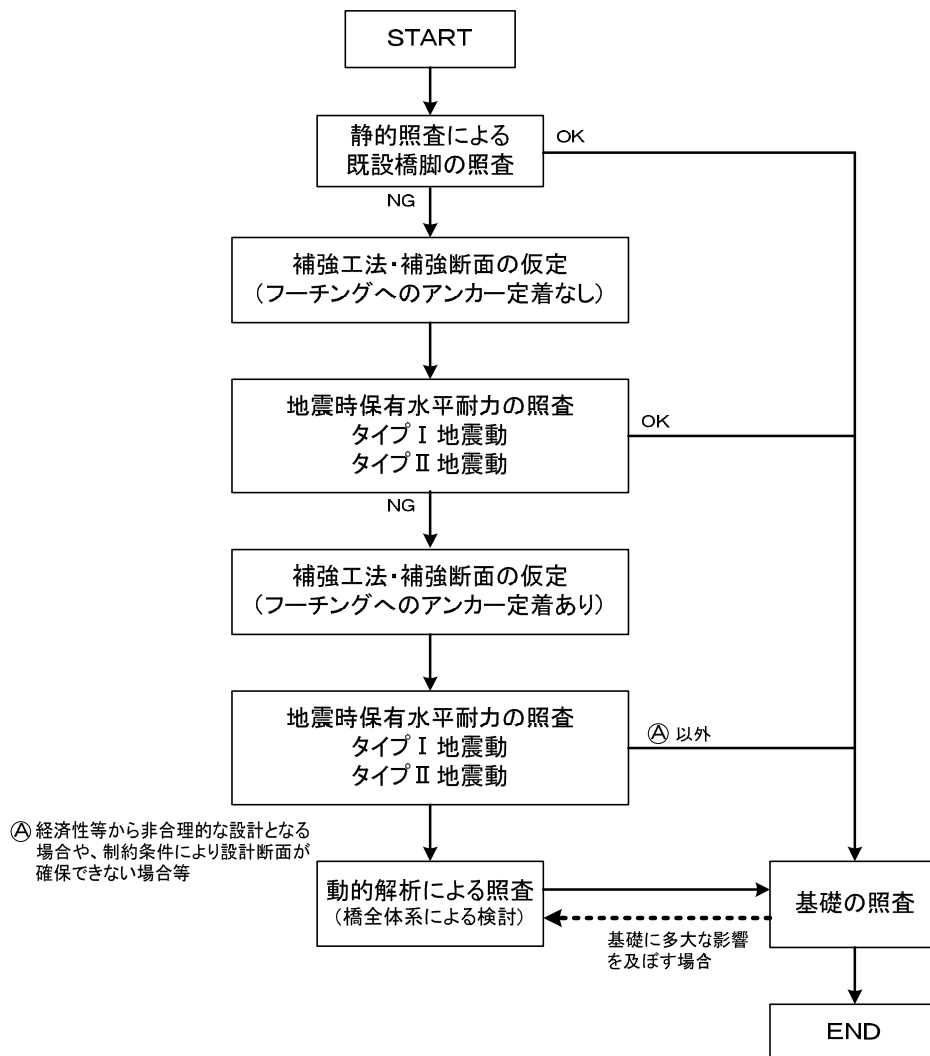 START
静的照査による
既設橋脚の照査
OK
NG
補強工法・補強断面の仮定
（フーチングへのアンカー定着なし）
地震時保有水平耐力の照査
タイプⅠ地震動
タイプⅡ地震動
OK
NG
補強工法・補強断面の仮定
（フーチングへのアンカー定着あり）
地震時保有水平耐力の照査
タイプⅠ地震動
タイプⅡ地震動
Ⓐ 以外
Ⓐ 経済性等から非合理的な設計となる
場合や、制約条件により設計断面が
確保できない場合等
動的解析による照査
（橋全体系による検討）
基礎の照査
基礎に多大な影響
を及ぼす場合
END